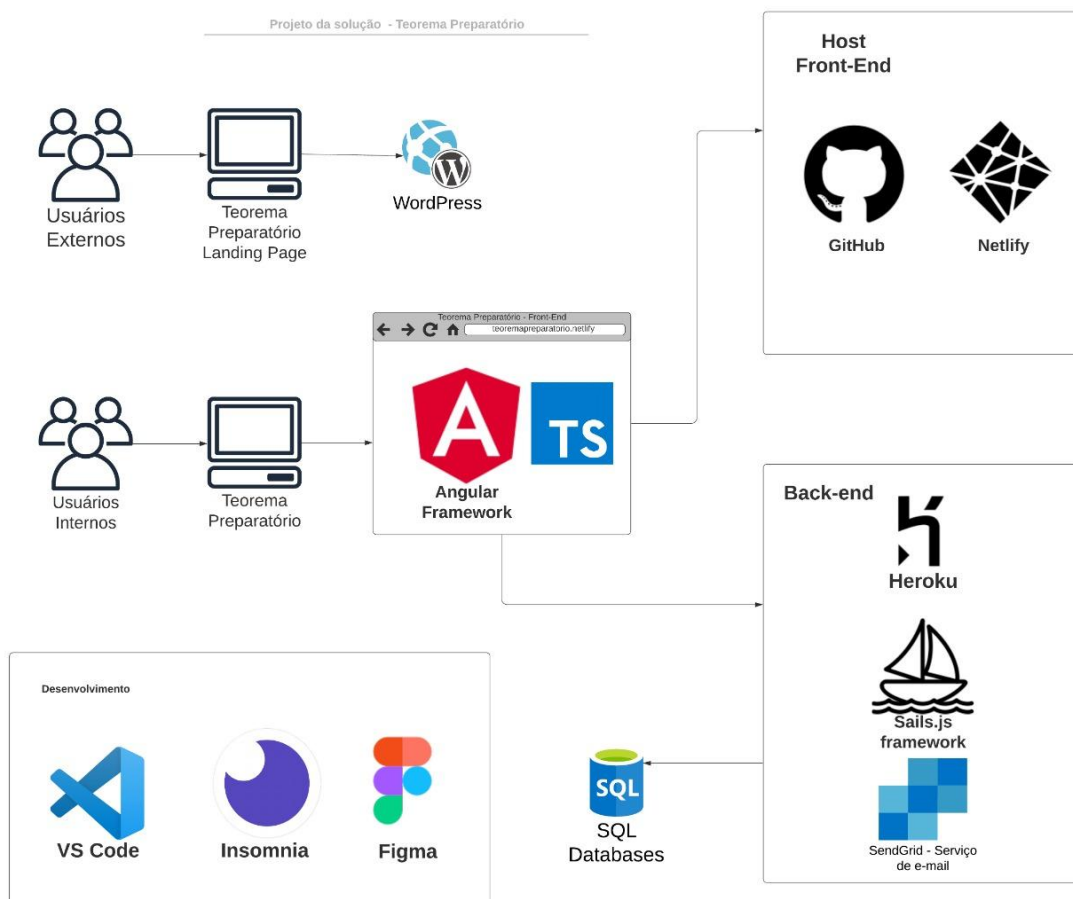 Projeto da solução - Teorema Preparatório
Host
Front-End
GitHub
Netlify
Usuários
Externos
Teorema
Preparatório
Landing Page
WordPress
Teorema Preparatório - Front-End
teoremapreparatorio.netlify
TS
Angular
Framework
Usuários
Internos
Teorema
Preparatório
Back-end
Heroku
Sails.js
framework
SendGrid - Serviço
de e-mail
SQL
SQL
Databases
Desenvolvimento
VS Code
Insomnia
Figma